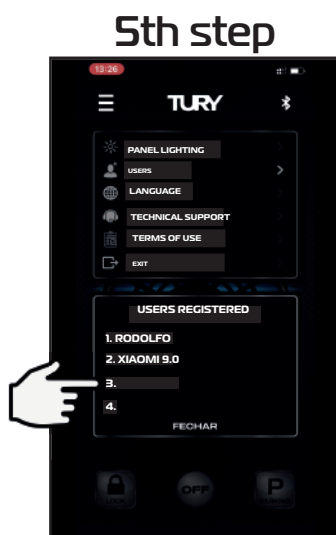 5th step
13:26
TURY
PANEL LIGHTING
USERS
LANGUAGE
TECHNICAL SUPPORT
TERMS OF USE
EXIT
USERS REGISTERED
1. RODOLFO
2. XIAOMI 9.0
3.
4.
FECHAR
OFF
P
LOCK